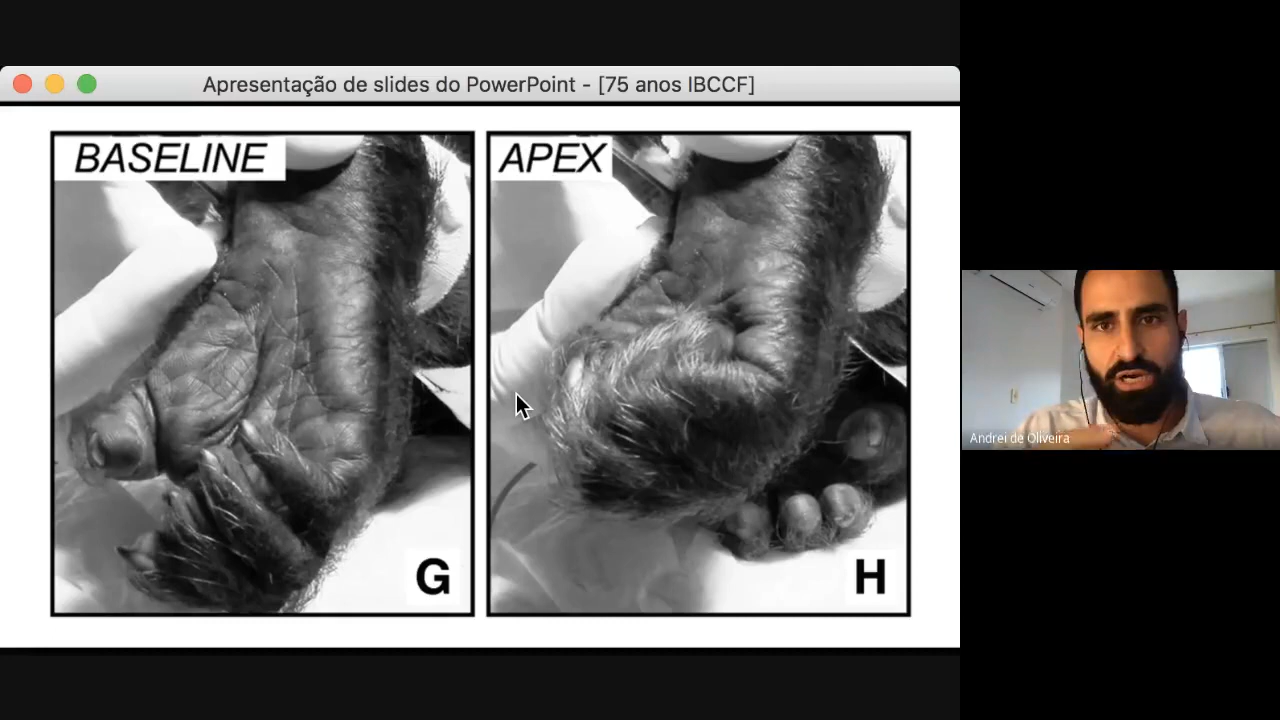 Apresentação de slides do PowerPoint - [75 anos IBCCF]
BASELINE
APEX
G
H
Andrei de Oliveira